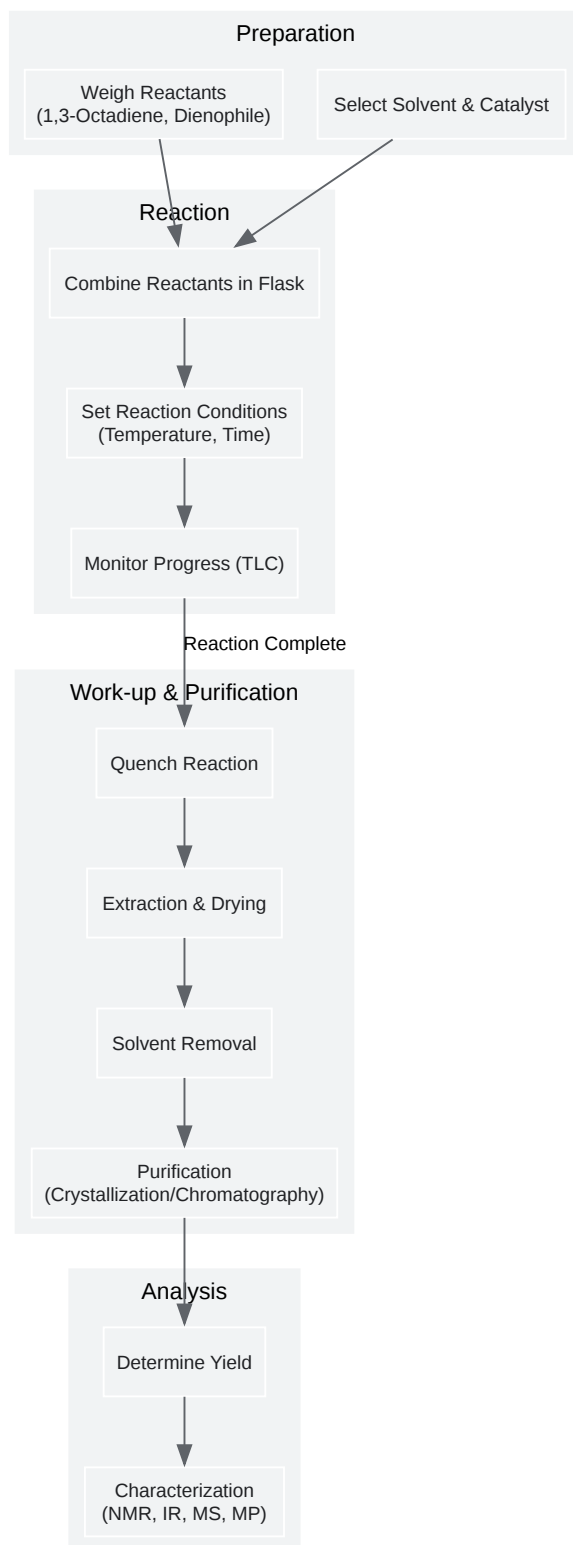 Preparation
Weigh Reactants
(1,3-Octadiene, Dienophile)
Select Solvent & Catalyst
Reaction
Combine Reactants in Flask
Set Reaction Conditions
(Temperature, Time)
Monitor Progress (TLC)
Reaction Complete
Work-up & Purification
Quench Reaction
Extraction & Drying
Solvent Removal
Purification
(Crystallization/Chromatography)
Analysis
Determine Yield
Characterization
(NMR, IR, MS, MP)